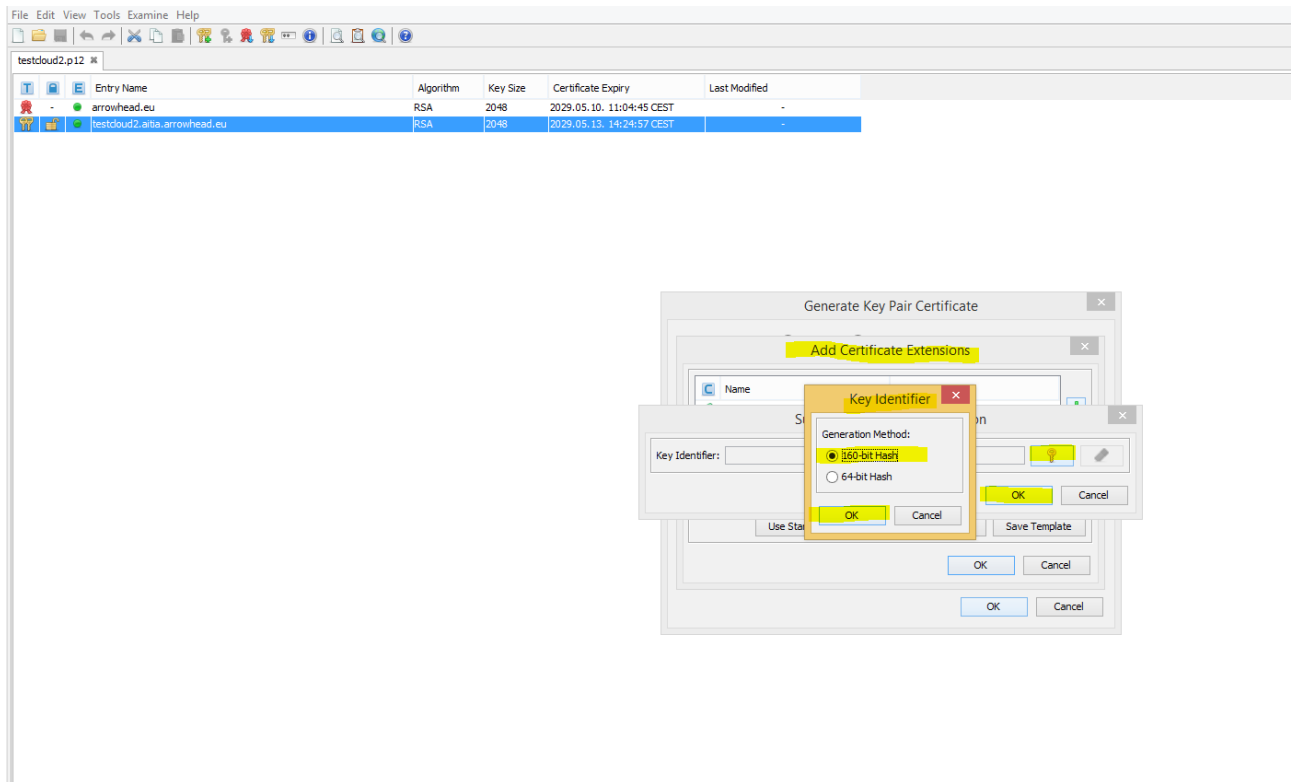 File Edit View Tools Examine Help
testcloud2.p12
T E Entry Name Algorithm Key Size Certificate Expiry Last Modified
arrowhead.eu RSA 2048 2029.05.10. 11:04:45 CEST -
testcloud2.aitia.arrowhead.eu RSA 2048 2029.05.13. 14:24:57 CEST -
Generate Key Pair Certificate
Add Certificate Extensions
C Name
Key Identifier
Generation Method:
Key Identifier:
160-bit Hash
64-bit Hash
OK Cancel
OK Cancel
Save Template
OK Cancel
OK Cancel